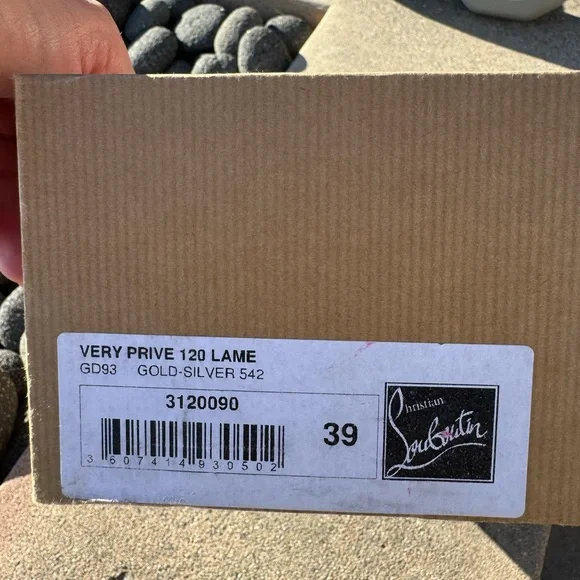 VERY PRIVE 120 LAME
GD93 GOLD-SILVER 542
3120090
3 607414 930502
39
Christian
Louboutin